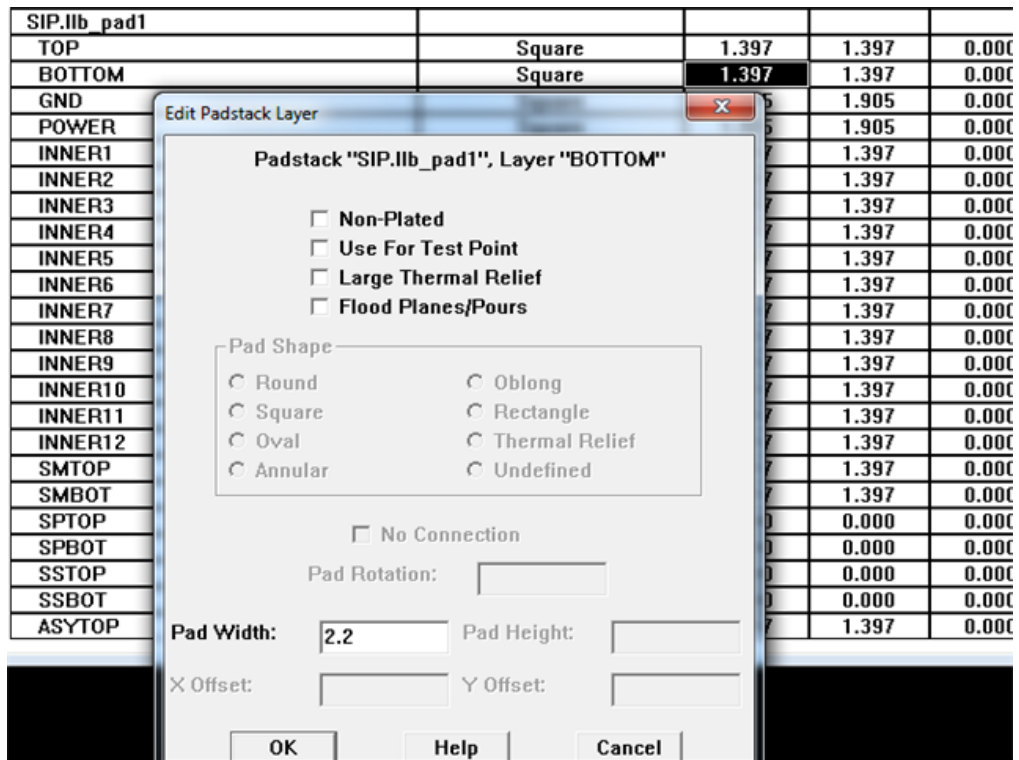 SIP.IIb_pad1
TOP Square 1.397 1.397 0.000
BOTTOM Square 1.397 1.397 0.000
GND 1.905 0.000
POWER 1.905 0.000
INNER1 1.397 0.000
INNER2 1.397 0.000
INNER3 1.397 0.000
INNER4 1.397 0.000
INNER5 1.397 0.000
INNER6 1.397 0.000
INNER7 1.397 0.000
INNER8 1.397 0.000
INNER9 1.397 0.000
INNER10 1.397 0.000
INNER11 1.397 0.000
INNER12 1.397 0.000
SMTOP 1.397 0.000
SMBOT 1.397 0.000
SPTOP 0.000 0.000
SPBOT 0.000 0.000
SSTOP 0.000 0.000
SSBOT 0.000 0.000
ASYTOP 1.397 0.000
Edit Padstack Layer
Padstack "SIP.IIb_pad1", Layer "BOTTOM"
Non-Plated
Use For Test Point
Large Thermal Relief
Flood Planes/Pours
Pad Shape
Round Oblong
Square Rectangle
Oval Thermal Relief
Annular Undefined
No Connection
Pad Rotation:
Pad Width: 2.2 Pad Height:
X Offset: Y Offset:
OK Help Cancel